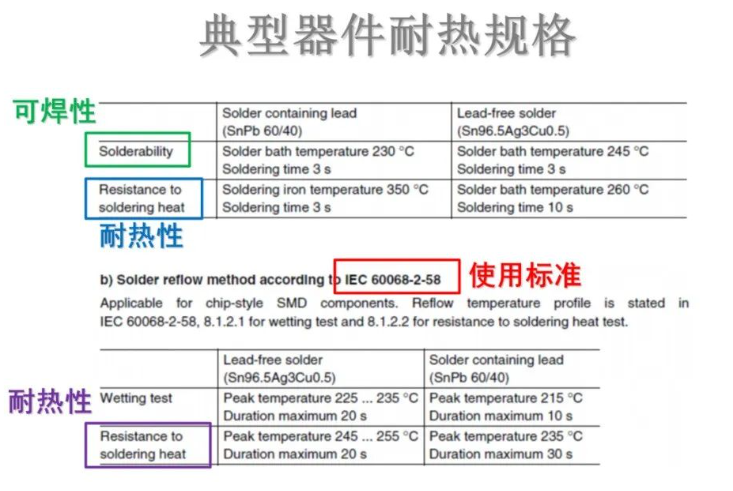 典型器件耐热规格
可焊性
Solder containing lead
(SnPb 60/40)
Lead-free solder
(Sn96.5Ag3Cu0.5)
Solderability
Solder bath temperature 230 °C
Soldering time 3 s
Solder bath temperature 245 °C
Soldering time 3 s
Resistance to
soldering heat
Soldering iron temperature 350 °C
Soldering time 3 s
Solder bath temperature 260 °C
Soldering time 10 s
耐热性
b) Solder reflow method according to IEC 60068-2-58
使用标准
Applicable for chip-style SMD components. Reflow temperature profile is stated in
IEC 60068-2-58, 8.1.2.1 for wetting test and 8.1.2.2 for resistance to soldering heat test.
Lead-free solder
(Sn96.5Ag3Cu0.5)
Solder containing lead
(SnPb 60/40)
耐热性
Wetting test
Peak temperature 225 ... 235 °C
Duration maximum 20 s
Peak temperature 215 °C
Duration maximum 10 s
Resistance to
soldering heat
Peak temperature 245 ... 255 °C
Duration maximum 20 s
Peak temperature 235 °C
Duration maximum 30 s